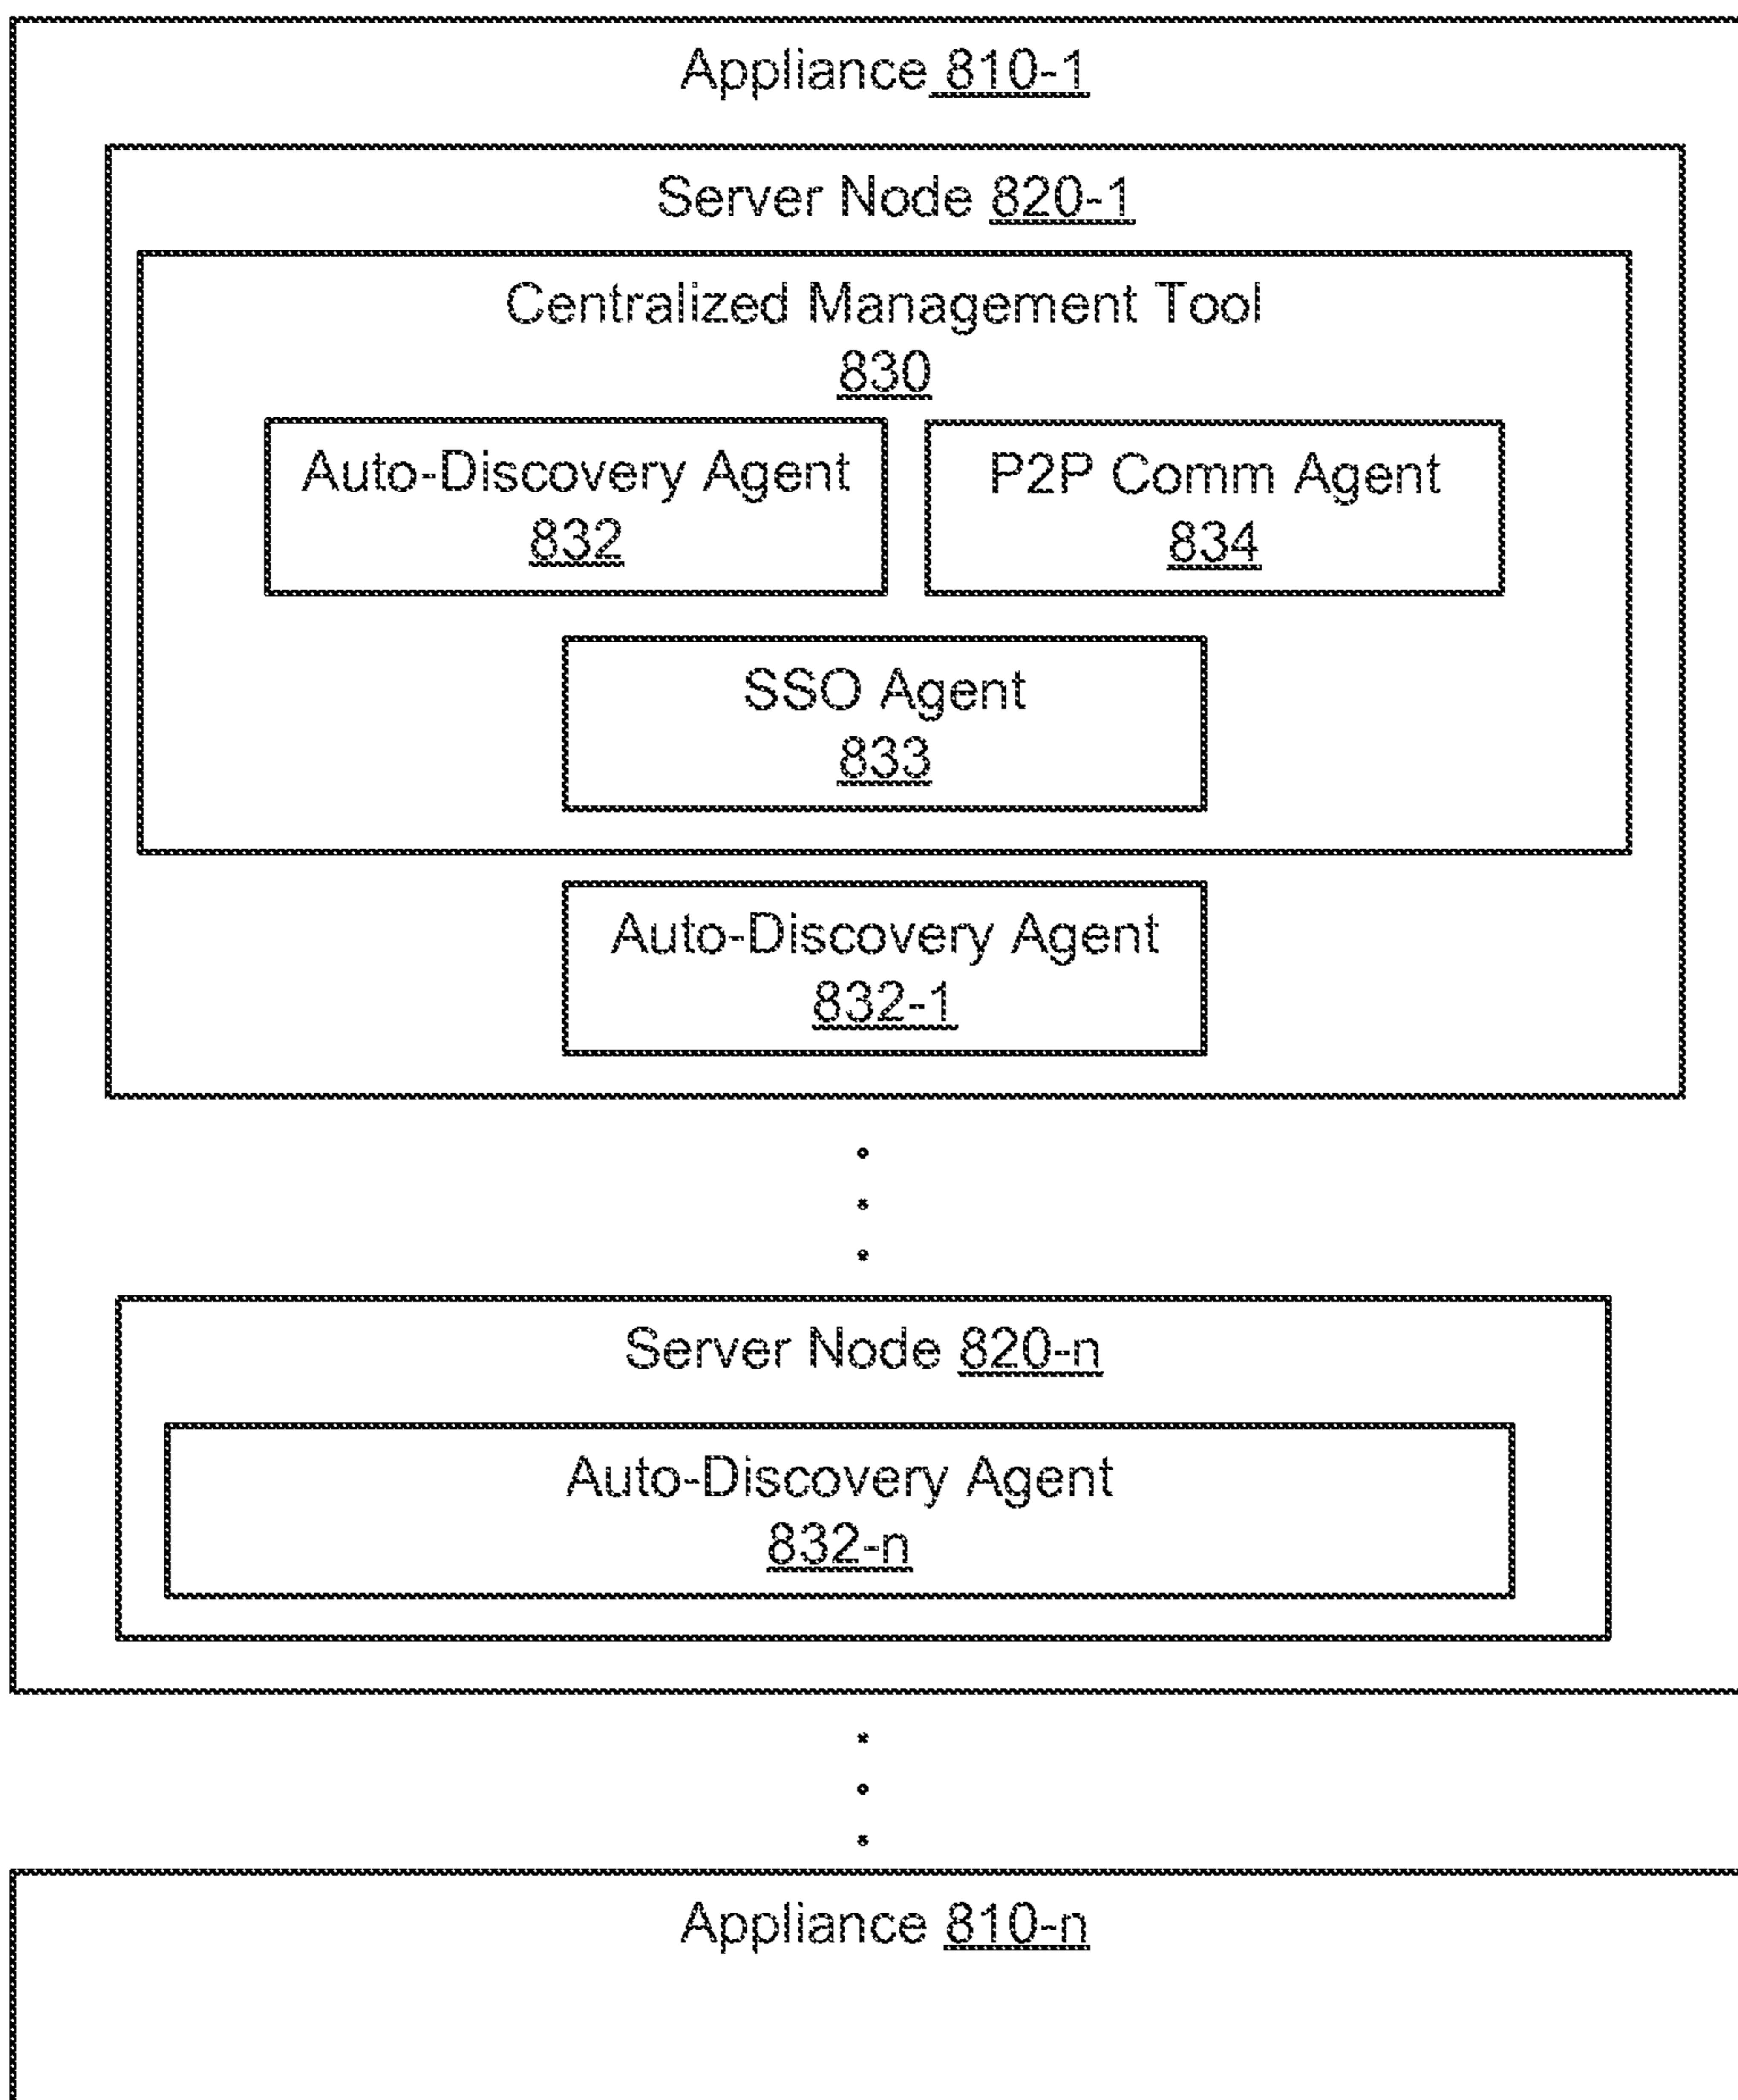 Appliance 810-1
Server Node 820-1
Centralized Management Tool
830
Auto-Discovery Agent
832
P2P Comm Agent
834
SSO Agent
833
Auto-Discovery Agent
832-1
Server Node 820-n
Auto-Discovery Agent
832-n
Appliance 810-n